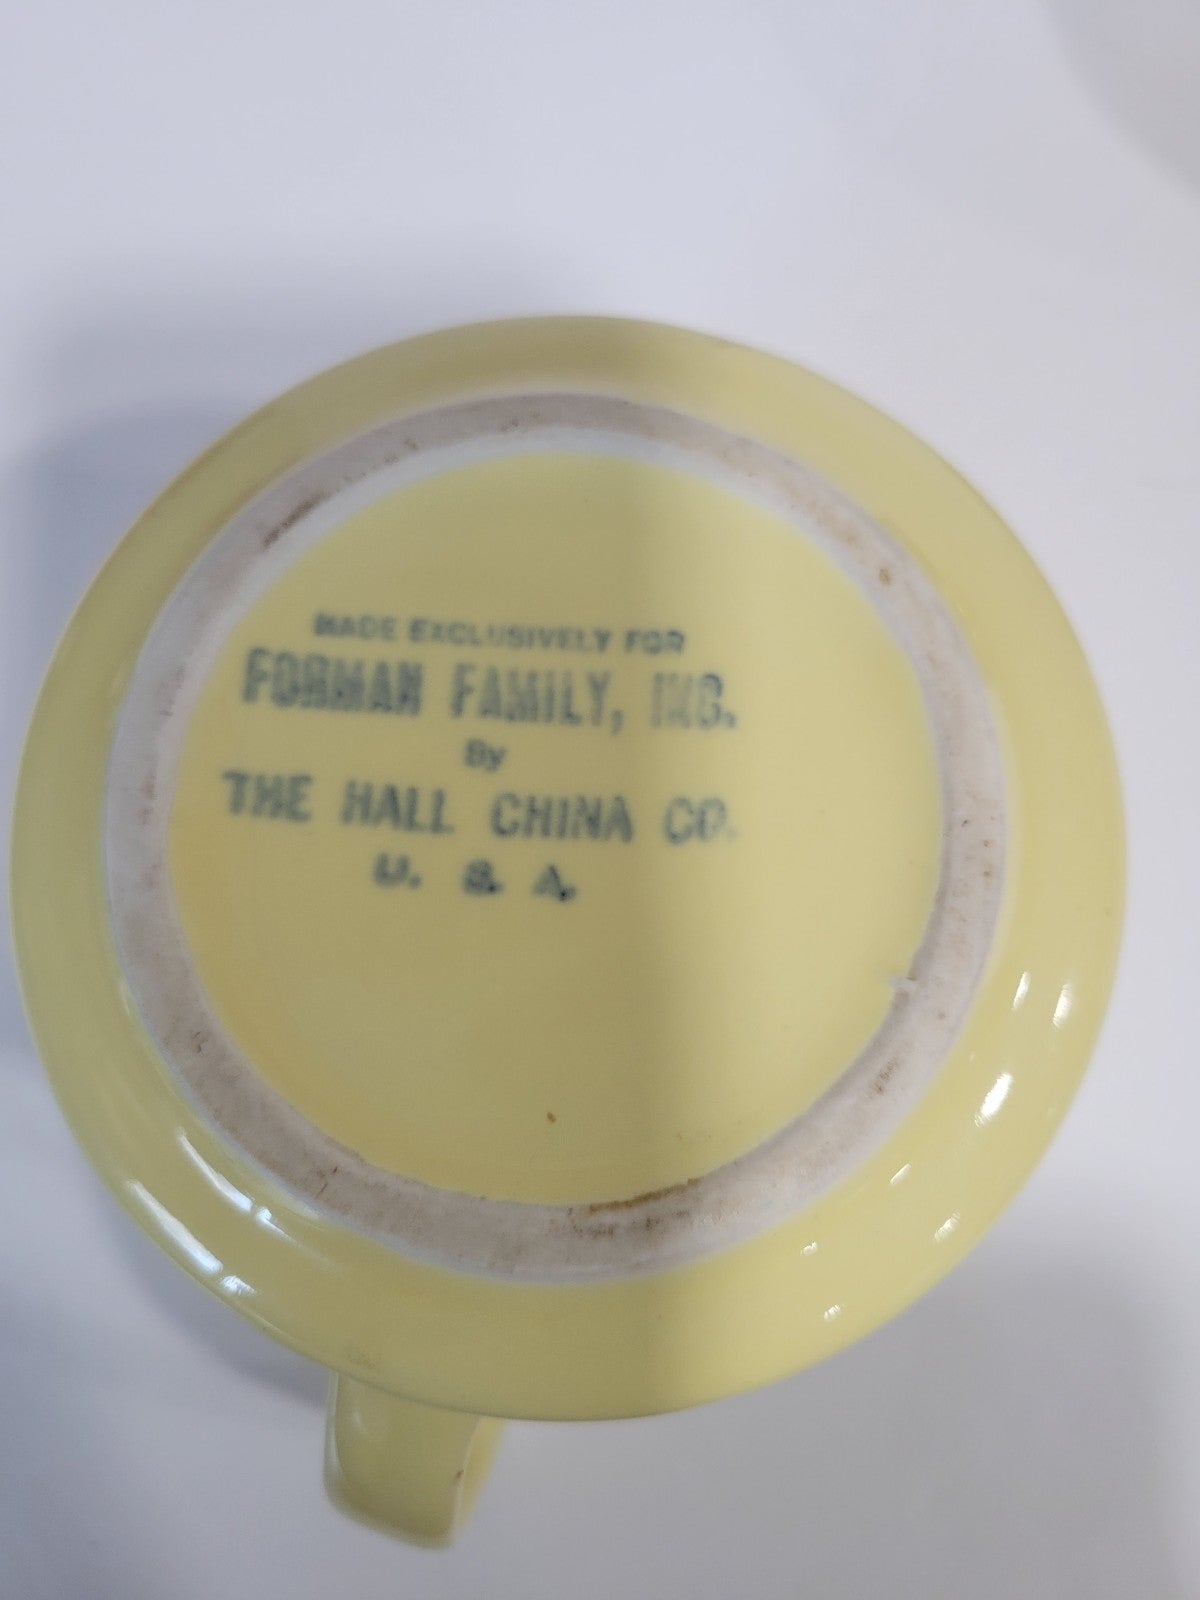 MADE EXCLUSIVELY FOR
FORMAN FAMILY, INC.
By
THE HALL CHINA CO.
U. S. A.